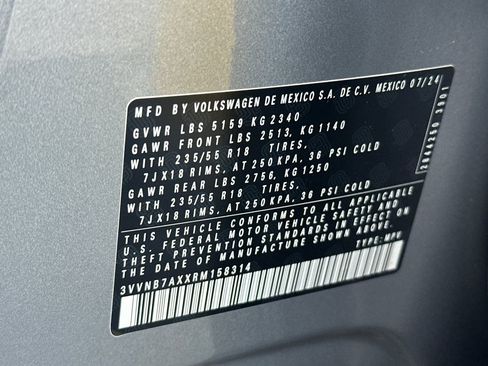 MFD BY VOLKSWAGEN DE MEXICO S.A. DE C.V. MEXICO 07/24
GVWR LBS 5159 KG 2340
GAWR FRONT LBS 2513, KG 1140
WITH 235/55 R18 TIRES,
7JX18 RIMS, AT 250 KPA, 36 PSI COLD
GAWR REAR LBS 2756, KG 1250
WITH 235/55 R18 TIRES,
7JX18 RIMS, AT 250 KPA, 36 PSI COLD
THIS VEHICLE CONFORMS TO ALL APPLICABLE
U.S. FEDERAL MOTOR VEHICLE SAFETY AND
THEFT PREVENTION STANDARDS IN EFFECT ON
THE DATE OF MANUFACTURE SHOWN ABOVE.
3VVNB7AXXRM158314 TYPE: MPV